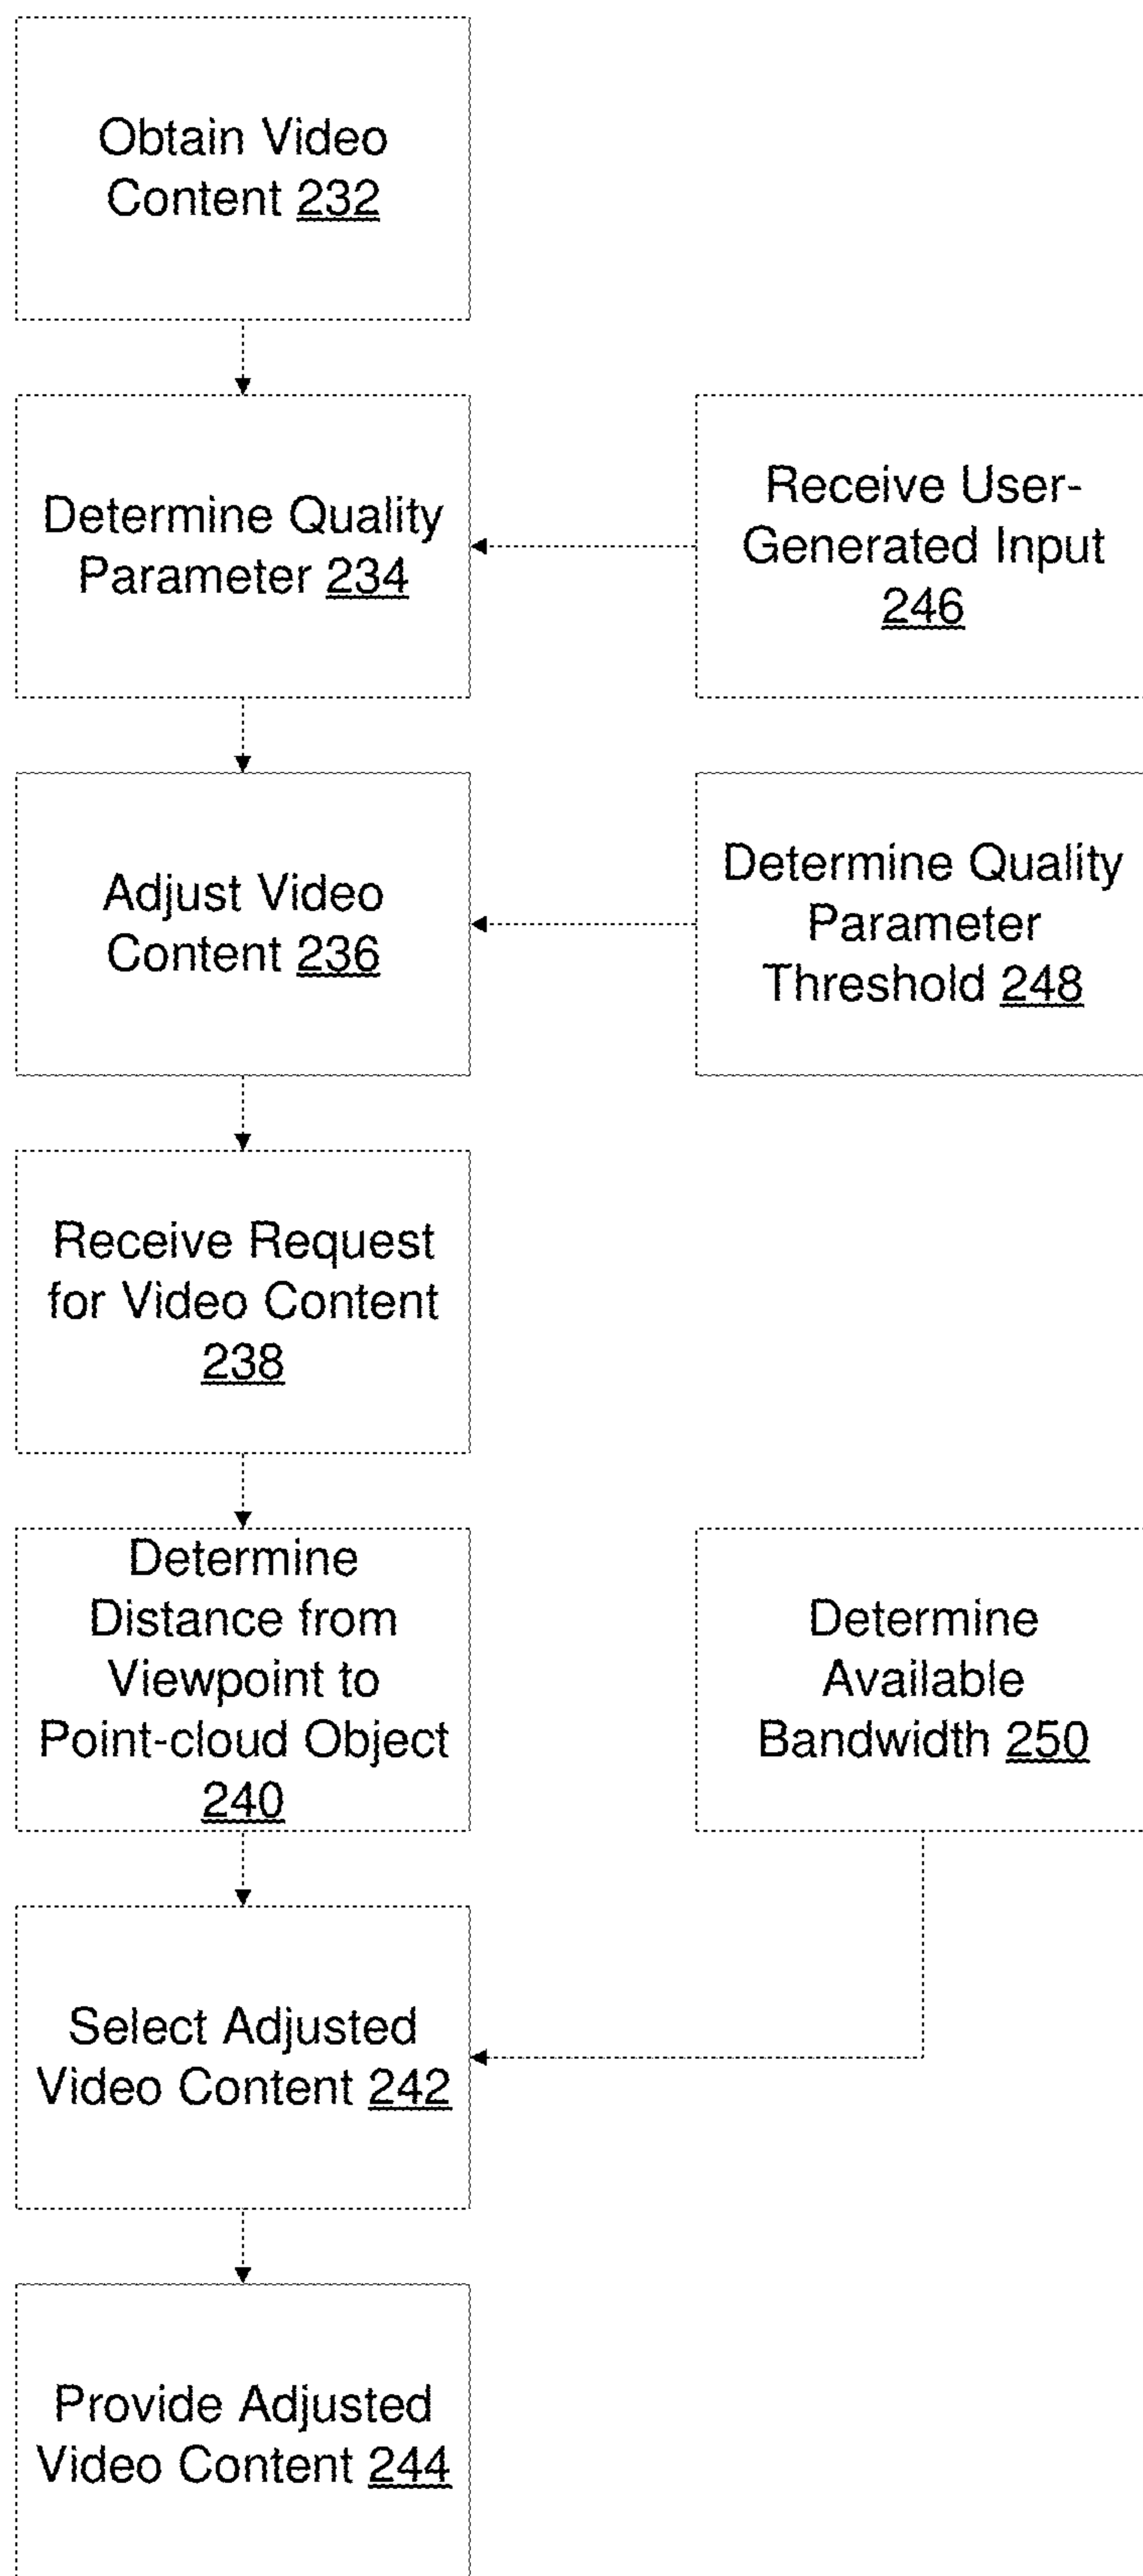 Obtain Video
Content 232
Determine Quality
Parameter 234
Receive User-
Generated Input
246
Adjust Video
Content 236
Determine Quality
Parameter
Threshold 248
Receive Request
for Video Content
238
Determine
Distance from
Viewpoint to
Point-cloud Object
240
Determine
Available
Bandwidth 250
Select Adjusted
Video Content 242
Provide Adjusted
Video Content 244